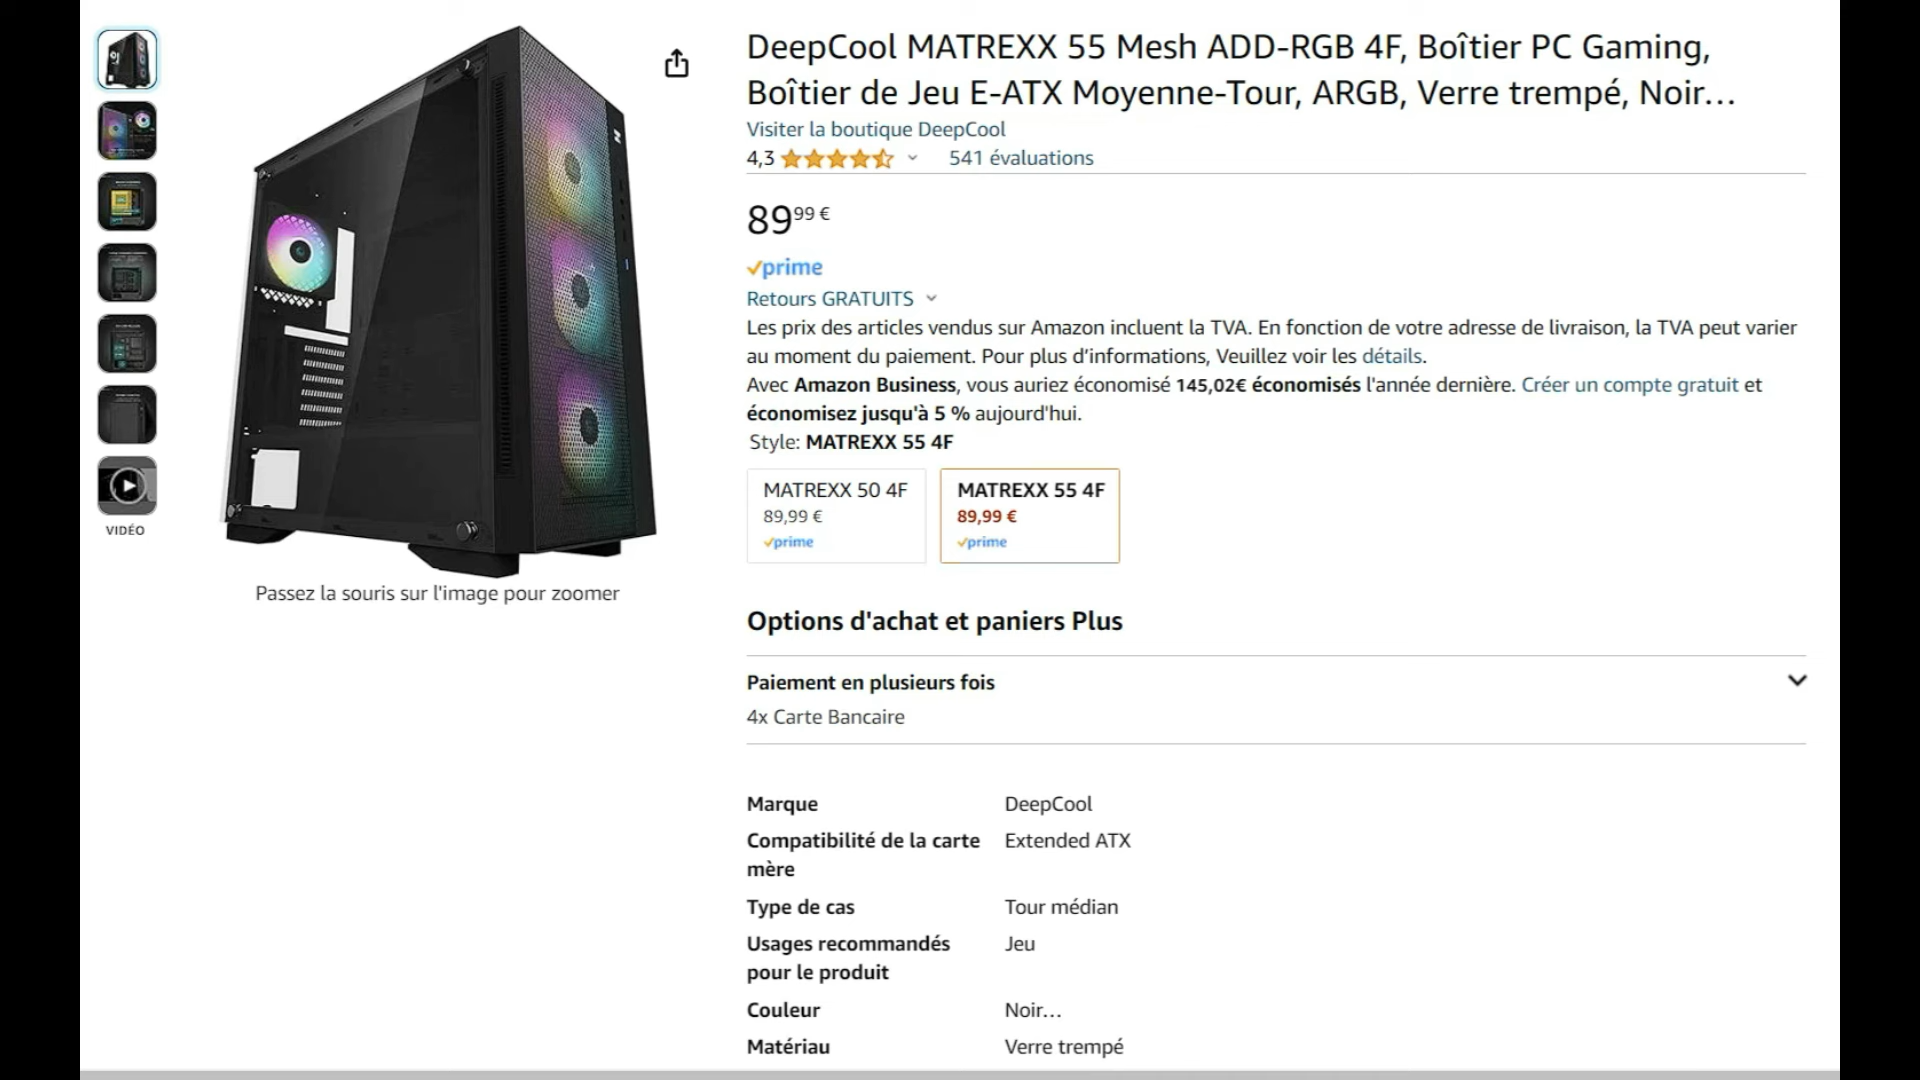 DeepCool MATREXX 55 Mesh ADD-RGB 4F, Boîtier PC Gaming,
Boîtier de Jeu E-ATX Moyenne-Tour, ARGB, Verre trempé, Noir…
Visiter la boutique DeepCool
4,3
541 évaluations
89,99 €
prime
Retours GRATUITS
Les prix des articles vendus sur Amazon incluent la TVA. En fonction de votre adresse de livraison, la TVA peut varier
au moment du paiement. Pour plus d’informations, Veuillez voir les détails.
Avec Amazon Business, vous auriez économisé 145,02€ économisés l'année dernière. Créer un compte gratuit et
économisez jusqu'à 5 % aujourd'hui.
Style: MATREXX 55 4F
MATREXX 50 4F
89,99 €
prime
MATREXX 55 4F
89,99 €
prime
VIDÉO
Passez la souris sur l'image pour zoomer
Options d'achat et paniers Plus
Paiement en plusieurs fois
4x Carte Bancaire
Marque DeepCool
Compatibilité de la carte Extended ATX
mère
Type de cas Tour médian
Usages recommandés Jeu
pour le produit
Couleur Noir…
Matériau Verre trempé